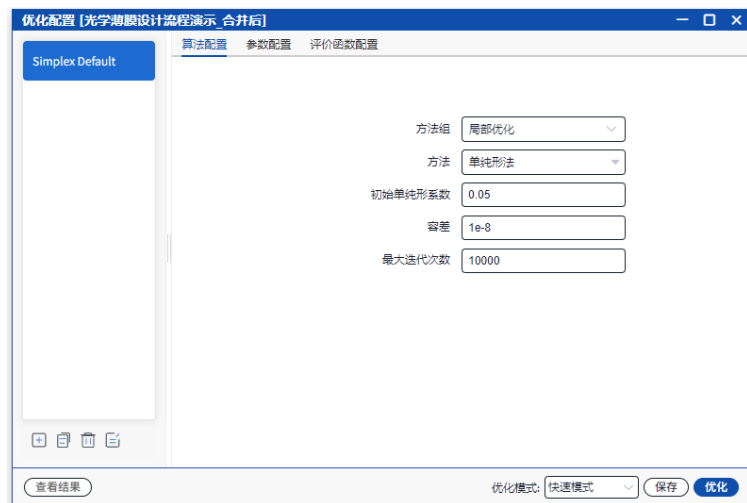 优化配置 [光学薄膜设计流程演示_合并后]
Simplex Default
算法配置 参数配置 评价函数配置
方法组 局部优化
方法 单纯形法
初始单纯形系数 0.05
容差 1e-8
最大迭代次数 10000
查看结果 优化模式: 快速模式 保存 优化